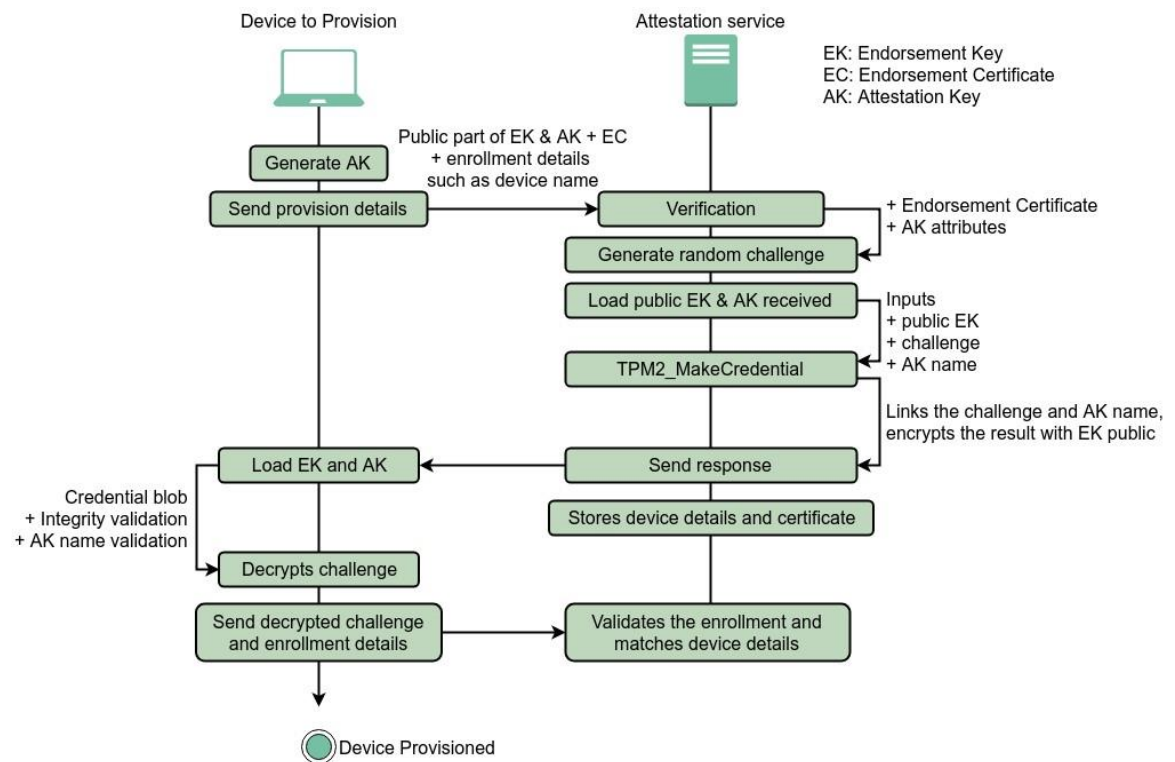 Device to Provision
Attestation service
EK: Endorsement Key
EC: Endorsement Certificate
AK: Attestation Key
Generate AK
Public part of EK & AK + EC
+ enrollment details
such as device name
Send provision details
Verification
+ Endorsement Certificate
+ AK attributes
Generate random challenge
Load public EK & AK received
Inputs
+ public EK
+ challenge
+ AK name
TPM2_MakeCredential
Links the challenge and AK name,
encrypts the result with EK public
Send response
Load EK and AK
Credential blob
+ Integrity validation
+ AK name validation
Stores device details and certificate
Decrypts challenge
Send decrypted challenge
and enrollment details
Validates the enrollment and
matches device details
Device Provisioned